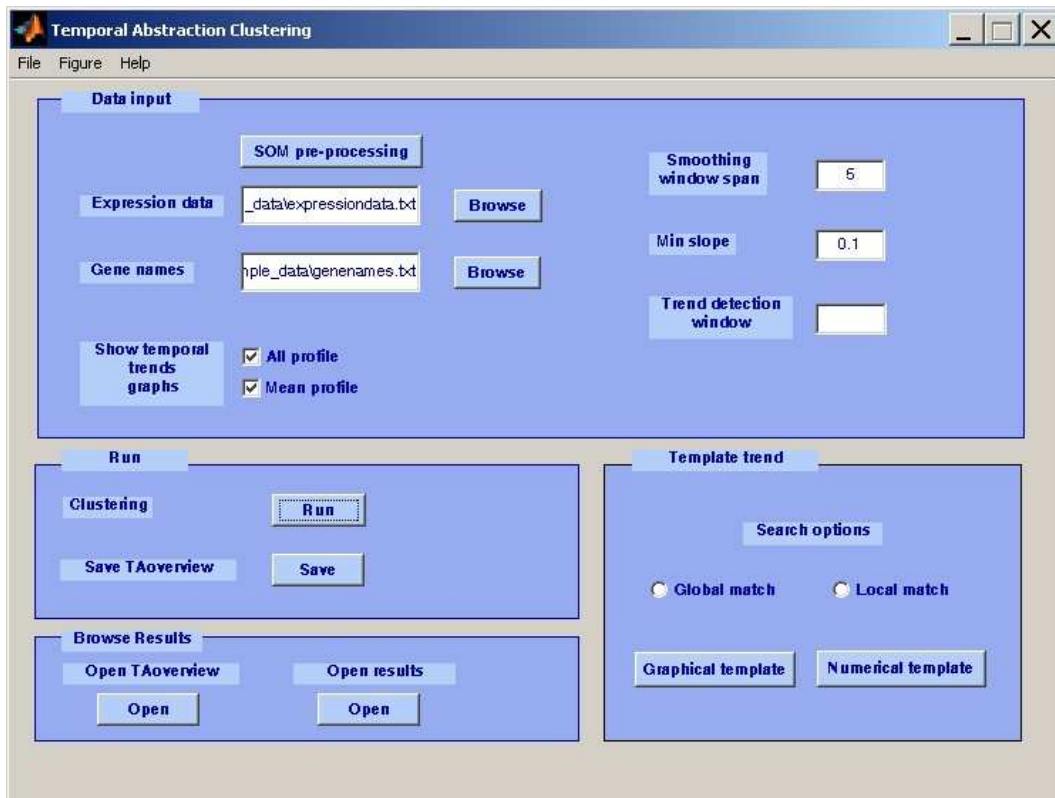 Temporal Abstraction Clustering
File Figure Help
Data input
SOM pre-processing
Expression data
_data\expressiondata.txt
Browse
Gene names
nple_data\genenames.txt
Browse
Show temporal
trends
graphs
All profile
Mean profile
Smoothing
window span
5
Min slope
0.1
Trend detection
window
Run
Clustering
Run
Save TAoverview
Save
Browse Results
Open TAoverview
Open results
Open
Open
Template trend
Search options
Global match
Local match
Graphical template
Numerical template